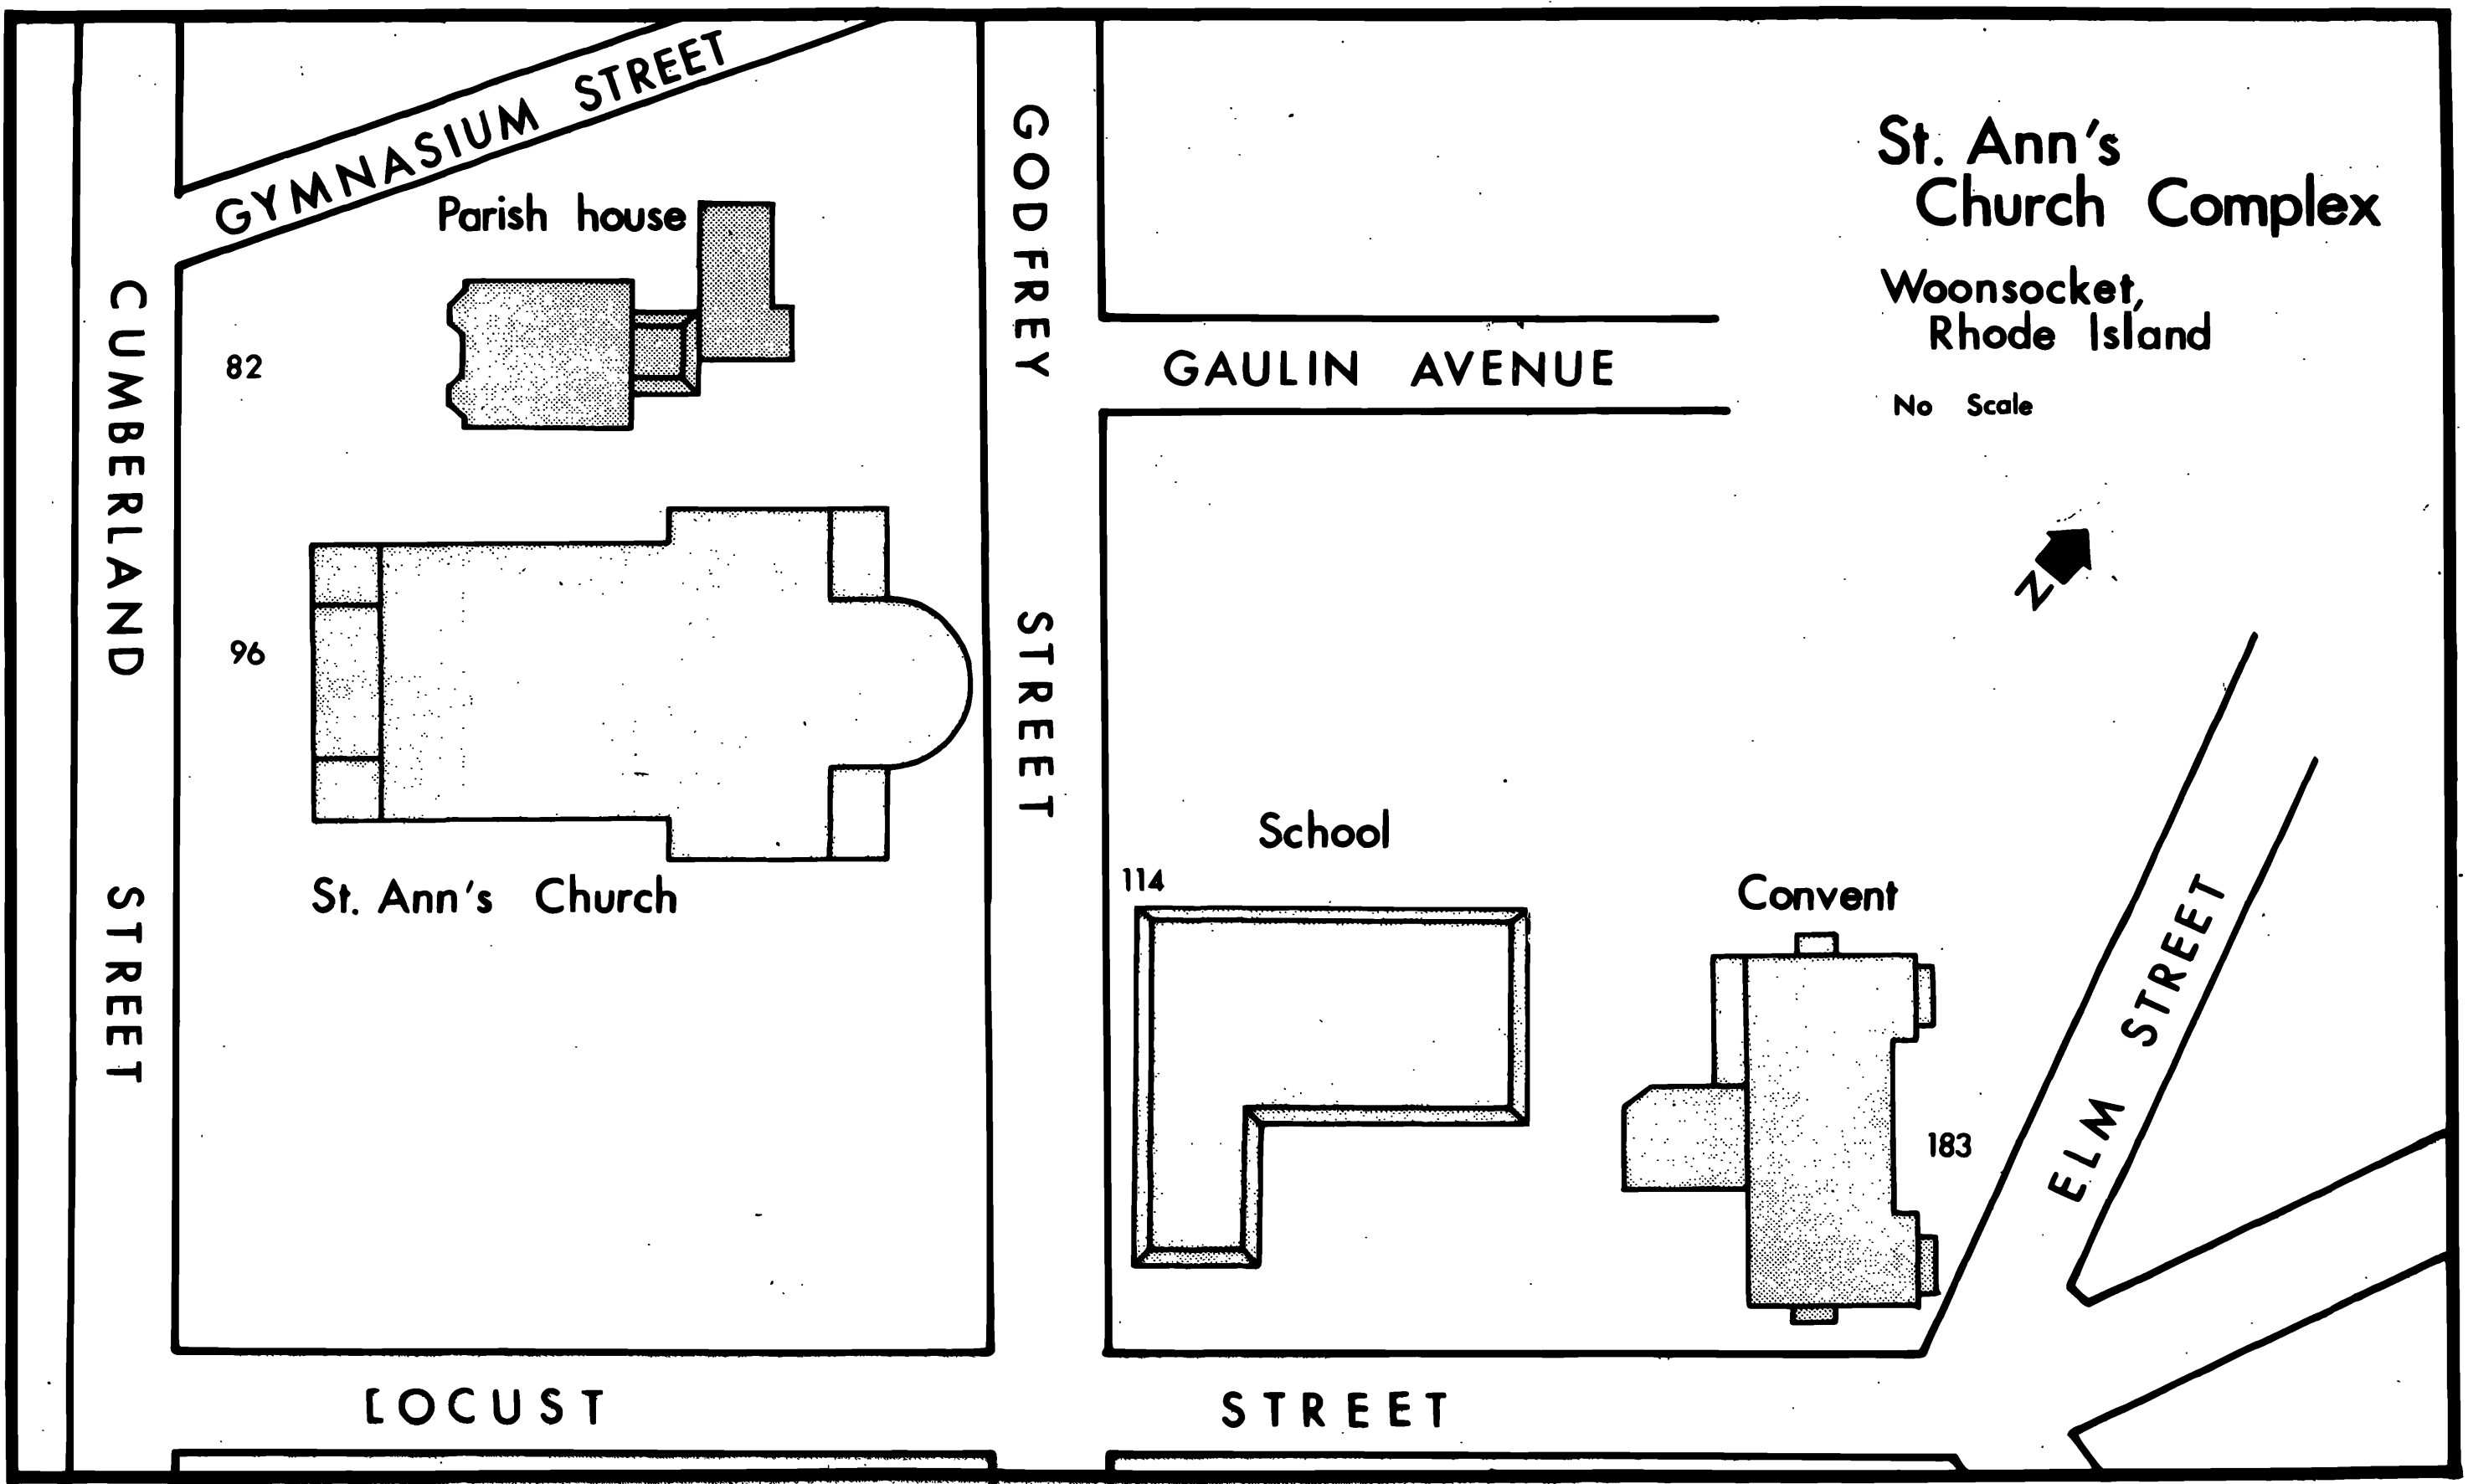 GYMNASIUM STREET
St. Ann's
Church Complex
Woonsocket,
Rhode Island
No Scale
N
Parish house
82
CUMBERLAND STREET
GODFREY STREET
GAULIN AVENUE
96
St. Ann's Church
School
114
Convent
183
ELM STREET
LOCUST STREET